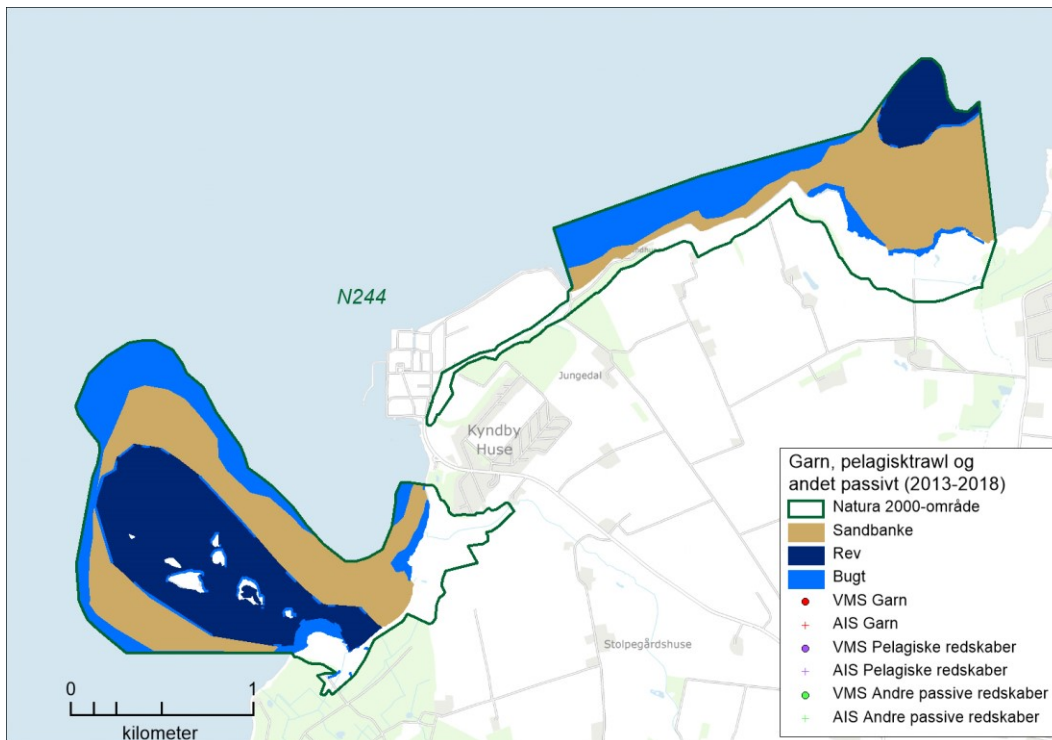 N244
Jungedal
Kyndby
Huse
Stolpegårdshuse
0
1
kilometer
Garn, pelagisktrawl og
andet passivt (2013-2018)
Natura 2000-område
Sandbanke
Rev
Bugt
VMS Garn
AIS Garn
VMS Pelagiske redskaber
AIS Pelagiske redskaber
VMS Andre passive redskaber
AIS Andre passive redskaber